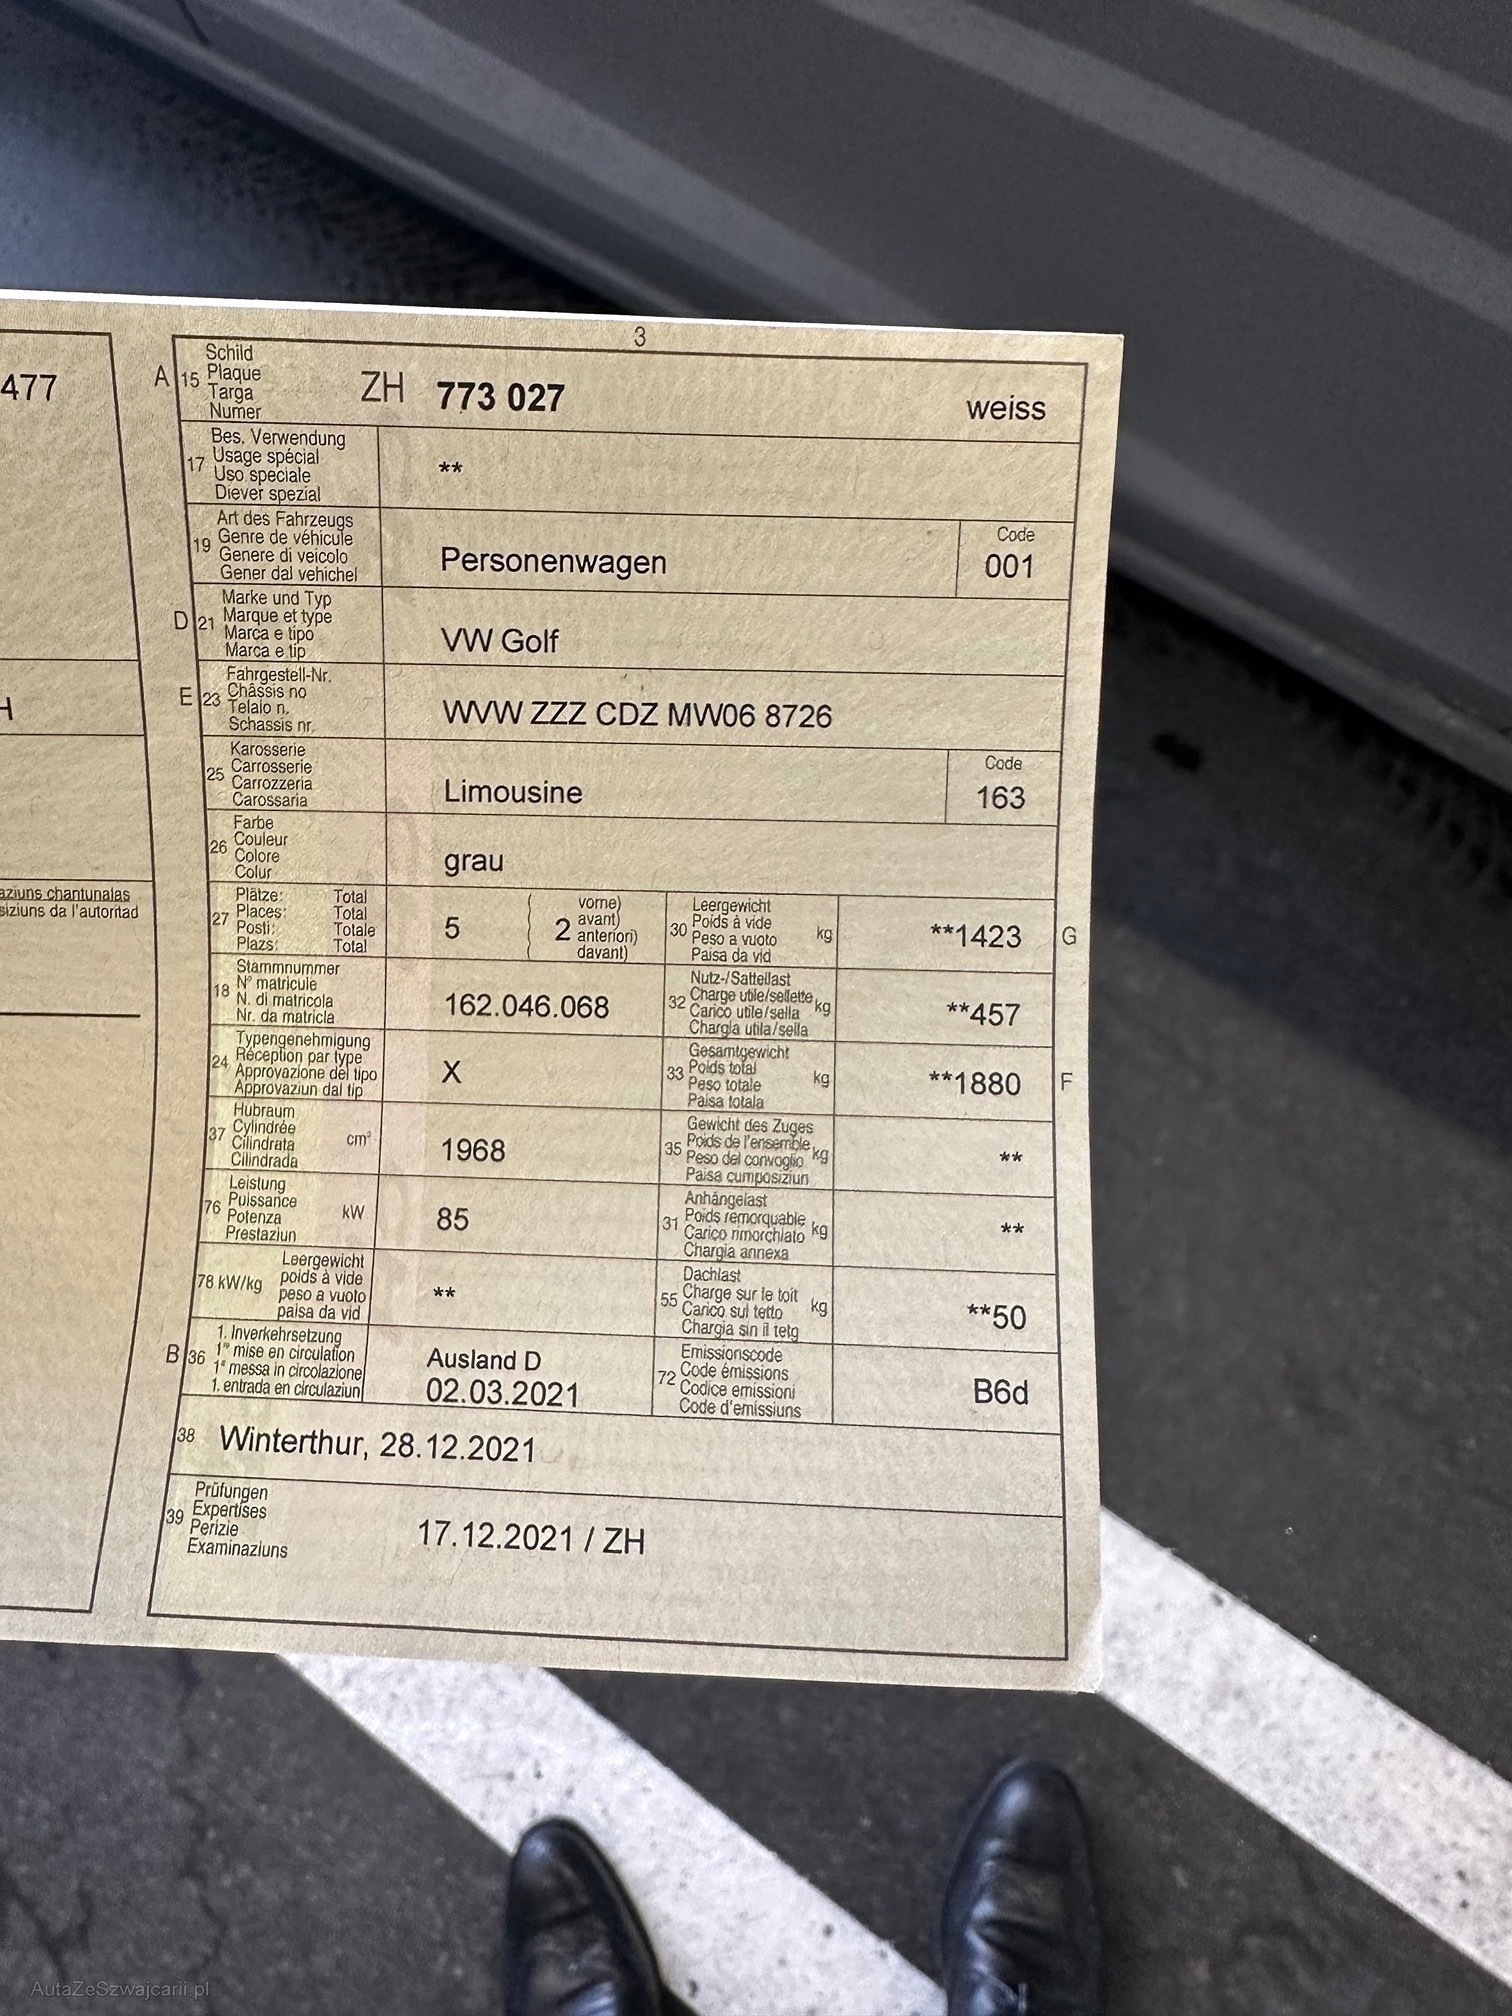 477
H
aziuns chantunalas
siziuns da l'autoritad
3
A 15 Schild
Plaque
Targa
Numer
ZH 773 027 weiss
17 Bes. Verwendung
Usage spécial
Uso speciale
Diever spezial
**
19 Art des Fahrzeugs
Genre de véhicule
Genere di veicolo
Gener dal vehichel
Personenwagen
Code
001
D 21 Marke und Typ
Marque et type
Marca e tipo
Marca e tip
VW Golf
E 23 Fahrgestell-Nr.
Châssis no
Telaio n.
Schassis nr.
WVW ZZZ CDZ MW06 8726
25 Karosserie
Carrosserie
Carrozzeria
Carossaria
Limousine
Code
163
26 Farbe
Couleur
Colore
Colur
grau
27 Plätze: Total
Places: Total
Posti: Totale
Plazs: Total
5
2
vorne)
avant)
anteriori)
davant)
30 Leergewicht
Poids à vide
Peso a vuoto
Paisa da vid
kg
**1423 G
18 Stammnummer
N° matricule
N. di matricola
Nr. da matricla
162.046.068
32 Nutz-/Sattellast
Charge utile/sellette
Carico utile/sella
Chargia utila/sella
kg
**457
24 Typengenehmigung
Réception par type
Approvazione del tipo
Approvaziun dal tip
X
33 Gesamtgewicht
Poids total
Peso totale
Paisa totala
kg
**1880 F
37 Hubraum
Cylindrée
Cilindrata
Cilindrada
cm³
1968
35 Gewicht des Zuges
Poids de l'ensemble
Peso del convoglio
Paisa cumposiziun
kg
**
76 Leistung
Puissance
Potenza
Prestaziun
kW
85
31 Anhängelast
Poids remorquable
Carico rimorchiato
Chargia annexa
kg
**
78 kW/kg
Leergewicht
poids à vide
peso a vuoto
paisa da vid
**
55 Dachlast
Charge sur le toit
Carico sul tetto
Chargia sin il tetg
kg
**50
B 36 1. Inverkehrsetzung
1re mise en circulation
1a messa in circolazione
1. entrada en circulaziun
Ausland D
02.03.2021
72 Emissionscode
Code émissions
Codice emissioni
Code d'emissiuns
B6d
38 Winterthur, 28.12.2021
39 Prüfungen
Expertises
Perizie
Examinaziuns
17.12.2021 / ZH
AutaZeSzwajcarii.pl